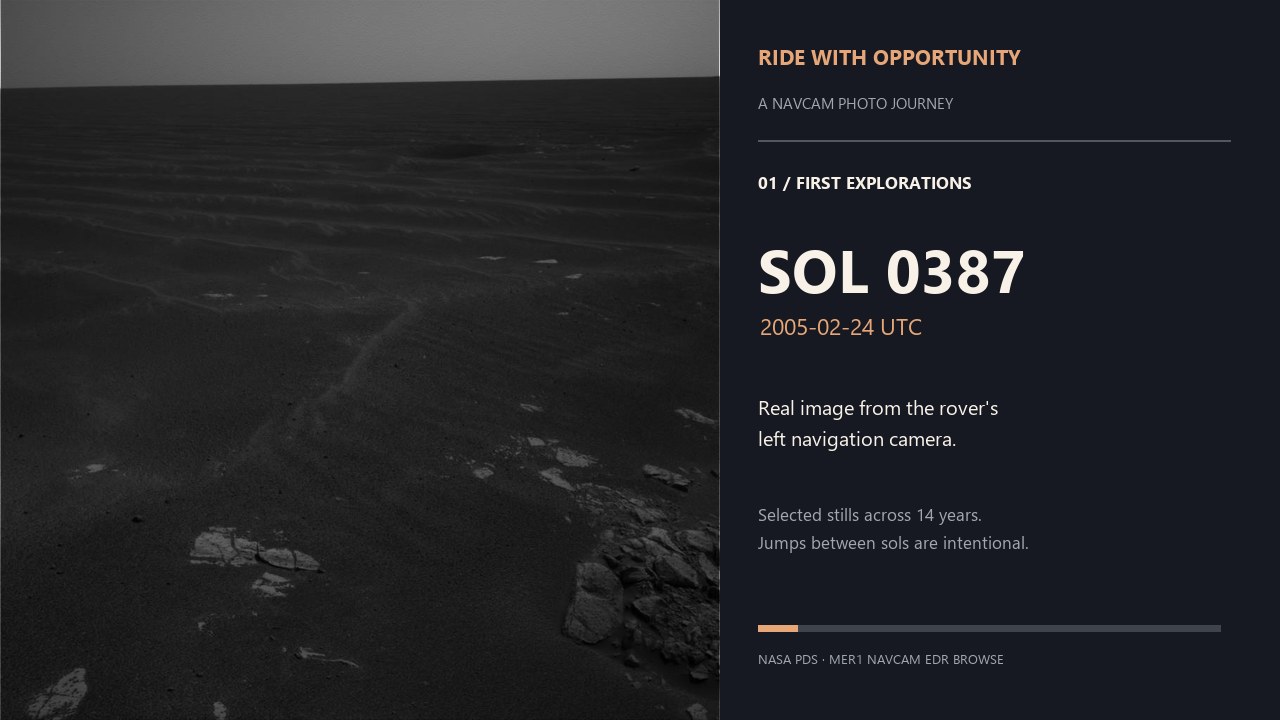 RIDE WITH OPPORTUNITY
A NAVCAM PHOTO JOURNEY
01 / FIRST EXPLORATIONS
SOL 0387
2005-02-24 UTC
Real image from the rover's
left navigation camera.
Selected stills across 14 years.
Jumps between sols are intentional.
NASA PDS · MER1 NAVCAM EDR BROWSE